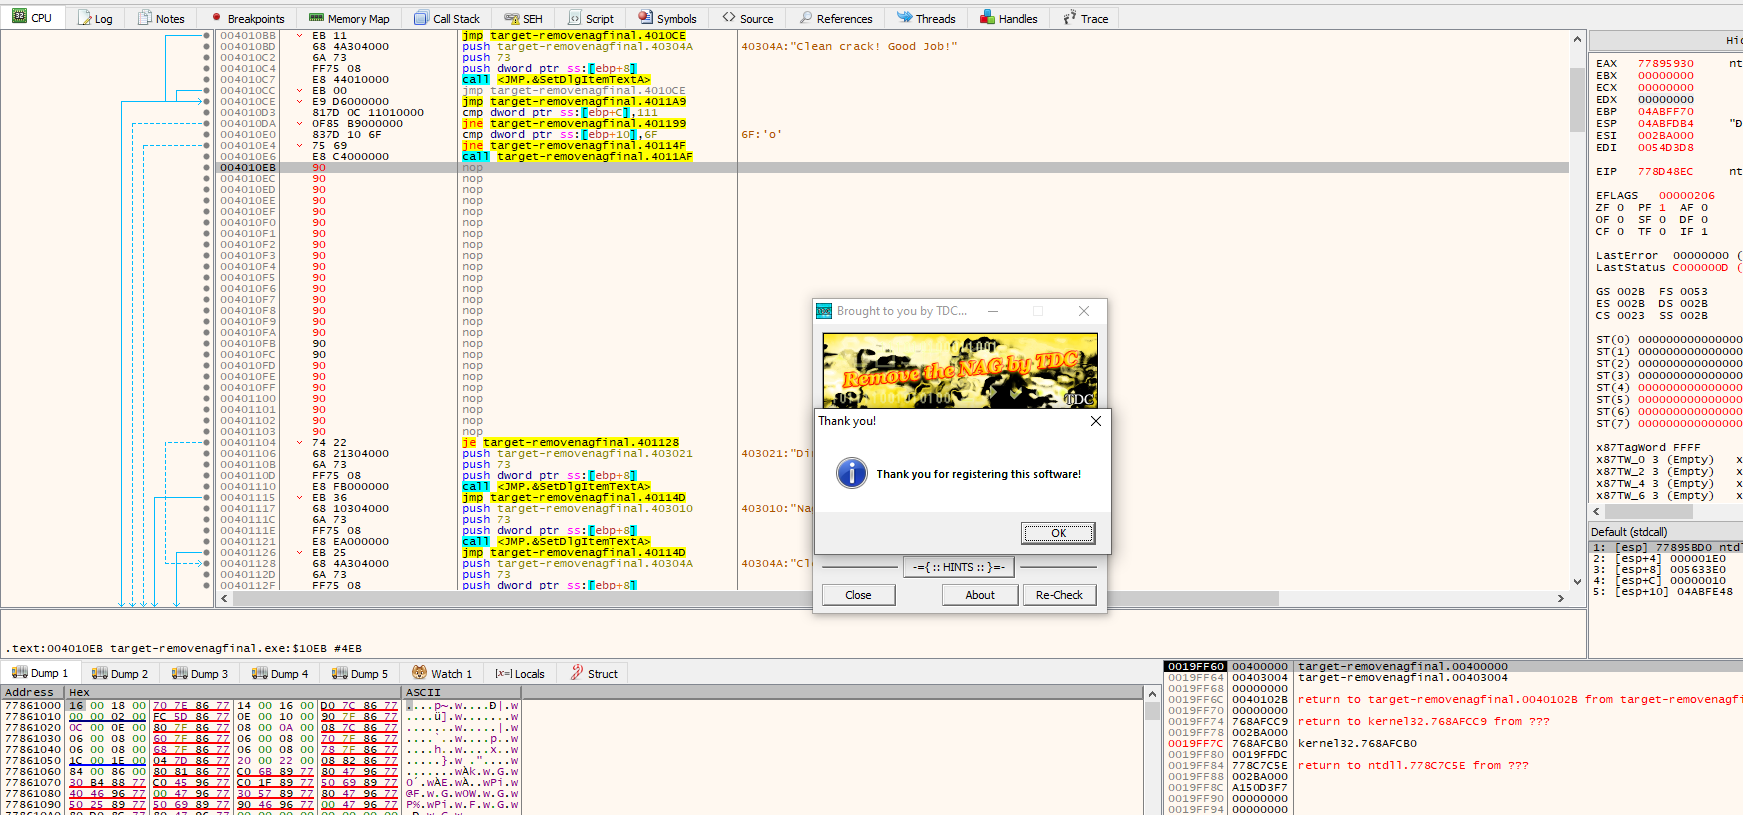 CPU Log Notes Breakpoints Memory Map Call Stack SEH Script Symbols Source References Threads Handles Trace
004010BB EB 11 jmp target-removenagfinal.4010CE
004010BD 68 4A304000 push target-removenagfinal.40304A 40304A:"Clean crack! Good Job!"
004010C2 6A 73 push 73
004010C4 FF75 08 push dword ptr ss:[ebp+8]
004010C7 E8 44010000 call <JMP.&SetDlgItemTextA>
004010CC EB 00 jmp target-removenagfinal.4010CE
004010CE E9 D6000000 jmp target-removenagfinal.4011A9
004010D3 817D 0C 11010000 cmp dword ptr ss:[ebp+C],111
004010DA 0F85 B9000000 jne target-removenagfinal.401199
004010E0 837D 10 6F cmp dword ptr ss:[ebp+10],6F 6F:'o'
004010E4 75 69 jne target-removenagfinal.40114F
004010E6 E8 C4000000 call target-removenagfinal.4011AF
004010EB 90 nop
004010EC 90 nop
004010ED 90 nop
004010EE 90 nop
004010EF 90 nop
004010F0 90 nop
004010F1 90 nop
004010F2 90 nop
004010F3 90 nop
004010F4 90 nop
004010F5 90 nop
004010F6 90 nop
004010F7 90 nop
004010F8 90 nop
004010F9 90 nop
004010FA 90 nop
004010FB 90 nop
004010FC 90 nop
004010FD 90 nop
004010FE 90 nop
004010FF 90 nop
00401100 90 nop
00401101 90 nop
00401102 90 nop
00401103 90 nop
00401104 74 22 je target-removenagfinal.401128
00401106 68 21304000 push target-removenagfinal.403021 403021:"Di
0040110B 6A 73 push 73
0040110D FF75 08 push dword ptr ss:[ebp+8]
00401110 E8 FB000000 call <JMP.&SetDlgItemTextA>
00401115 EB 36 jmp target-removenagfinal.40114D
00401117 68 10304000 push target-removenagfinal.403010 403010:"Na
0040111C 6A 73 push 73
0040111E FF75 08 push dword ptr ss:[ebp+8]
00401121 E8 EA000000 call <JMP.&SetDlgItemTextA>
00401126 EB 25 jmp target-removenagfinal.40114D
00401128 68 4A304000 push target-removenagfinal.40304A 40304A:"Cl
0040112D 6A 73 push 73
0040112F FF75 08 push dword ptr ss:[ebp+8]
.text:004010EB target-removenagfinal.exe:$10EB #4EB
Brought to you by TDC...
Remove the NAG by TDC
TDC
Thank you!
Thank you for registering this software!
OK
-={ :: HINTS :: }=-
Close About Re-Check
EAX 77895930 nt
EBX 00000000
ECX 00000000
EDX 00000000
EBP 04ABFF70
ESP 04ABFDB4 "Ð
ESI 002BA000
EDI 0054D3D8
EIP 778D48EC nt
EFLAGS 00000206
ZF 0 PF 1 AF 0
OF 0 SF 0 DF 0
CF 0 TF 0 IF 1
LastError 00000000 (
LastStatus C000000D (
GS 002B FS 0053
ES 002B DS 002B
CS 0023 SS 002B
ST(0) 0000000000000
ST(1) 0000000000000
ST(2) 0000000000000
ST(3) 0000000000000
ST(4) 0000000000000
ST(5) 0000000000000
ST(6) 0000000000000
ST(7) 0000000000000
x87TagWord FFFF
x87TW_0 3 (Empty) x
x87TW_2 3 (Empty) x
x87TW_4 3 (Empty) x
x87TW_6 3 (Empty) x
Default (stdcall)
1: [esp] 77895BD0 ntdl
2: [esp+4] 000001E0
3: [esp+8] 005633E0
4: [esp+C] 00000010
5: [esp+10] 04ABFE48
Dump 1 Dump 2 Dump 3 Dump 4 Dump 5 Watch 1 [x=] Locals Struct
Address Hex ASCII
77861000 16 00 18 00 70 7E 86 77 14 00 16 00 D0 7C 86 77 ....p~.w....Ð|.w
77861010 00 00 02 00 FC 5D 86 77 0E 00 10 00 90 7F 86 77
77861020 0C 00 0E 00 80 7F 86 77 08 00 0A 00 08 7C 86 77
77861030 06 00 08 00 60 7F 86 77 06 00 08 00 70 7F 86 77
77861040 06 00 08 00 68 7F 86 77 06 00 08 00 78 7F 86 77
77861050 1C 00 1E 00 04 7D 86 77 20 00 22 00 08 82 86 77
77861060 84 00 86 00 80 81 86 77 C0 6B 89 77 80 47 96 77
77861070 30 B4 88 77 C0 45 96 77 C0 1F 89 77 50 69 89 77
77861080 40 46 96 77 00 47 96 77 30 57 89 77 80 47 96 77
77861090 50 25 89 77 50 69 89 77 90 46 96 77 00 47 96 77
0019FF60 00400000 target-removenagfinal.00400000
0019FF64 00403004 target-removenagfinal.00403004
0019FF68 00000000
0019FF6C 0040102B return to target-removenagfinal.0040102B from target-removenagf
0019FF70 00000000
0019FF74 768AFCC9 return to kernel32.768AFCC9 from ???
0019FF78 002BA000
0019FF7C 768AFCB0 kernel32.768AFCB0
0019FF80 0019FFDC
0019FF84 778C7C5E return to ntdll.778C7C5E from ???
0019FF88 002BA000
0019FF8C A150D3F7
0019FF90 00000000
0019FF94 00000000